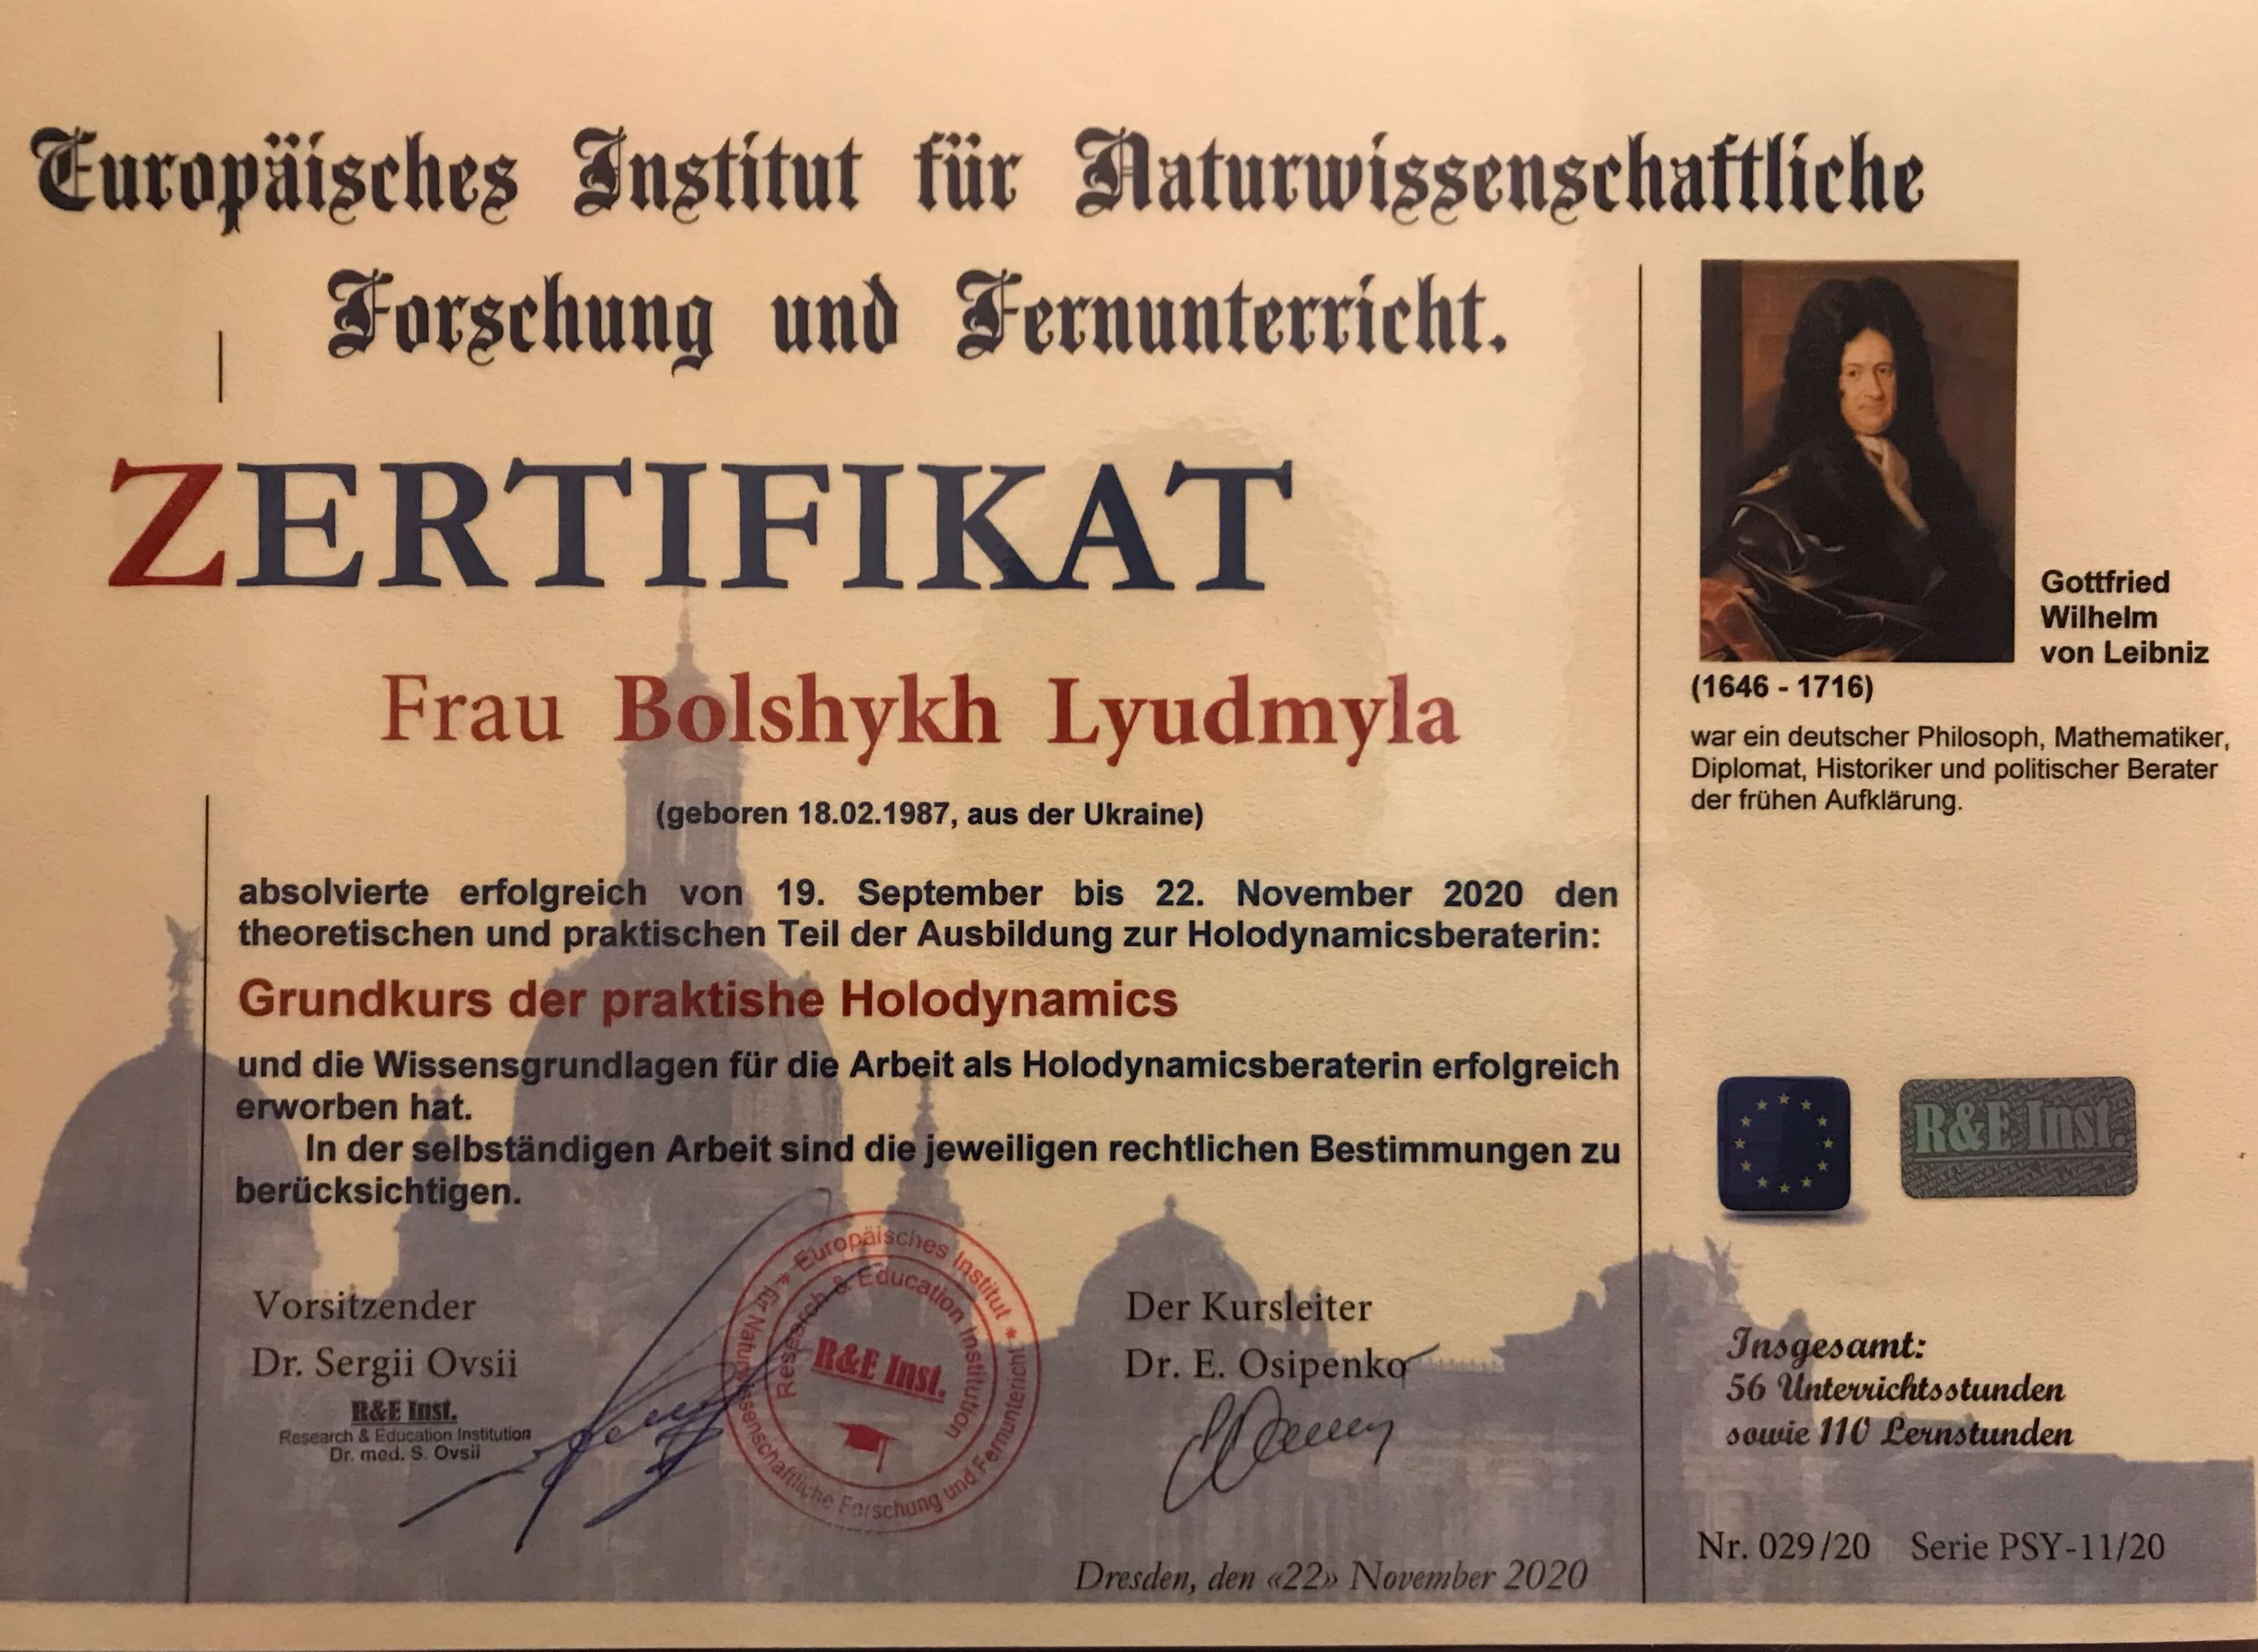 Europäisches Institut für Naturwissenschaftliche
Forschung und Fernunterricht.
ZERTIFIKAT
Frau Bolshykh Lyudmyla
(geboren 18.02.1987, aus der Ukraine)
absolvierte erfolgreich von 19. September bis 22. November 2020 den
theoretischen und praktischen Teil der Ausbildung zur Holodynamicsberaterin:
Grundkurs der praktishe Holodynamics
und die Wissensgrundlagen für die Arbeit als Holodynamicsberaterin erfolgreich
erworben hat.
In der selbständigen Arbeit sind die jeweiligen rechtlichen Bestimmungen zu
berücksichtigen.
Vorsitzender
Dr. Sergii Ovsii
R&E Inst.
Research & Education Institution
Dr. med. S. Ovsii
Europäisches Institut * für Naturwissenschaftliche Forschung und Fernunterricht *
Research & Education Institution
R&E Inst.
Der Kursleiter
Dr. E. Osipenko
Dresden, den «22» November 2020
Gottfried
Wilhelm
von Leibniz
(1646 - 1716)
war ein deutscher Philosoph, Mathematiker,
Diplomat, Historiker und politischer Berater
der frühen Aufklärung.
R&E Inst.
Insgesamt:
56 Unterrichtsstunden
sowie 110 Lernstunden
Nr. 029/20 Serie PSY-11/20